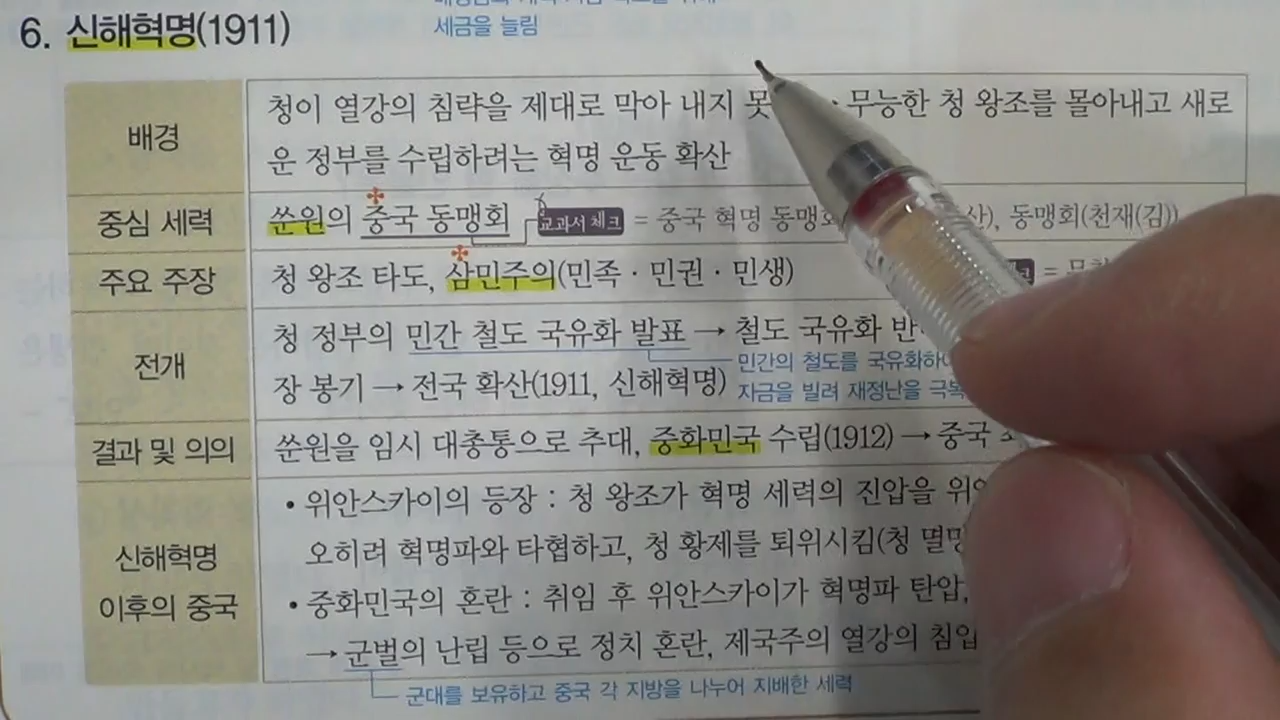 세금을 늘림
6. 신해혁명(1911)
배경
청이 열강의 침략을 제대로 막아 내지 못 · 무능한 청 왕조를 몰아내고 새로
운 정부를 수립하려는 혁명 운동 확산
중심 세력
쑨원의 중국 동맹회 교과서 체크 = 중국 혁명 동맹회 동맹회(천재(김))
주요 주장
청 왕조 타도, 삼민주의(민족 · 민권 · 민생)
전개
청 정부의 민간 철도 국유화 발표 → 철도 국유화
민간의 철도를
자금을 빌려 재정난을
장 봉기 → 전국 확산(1911, 신해혁명)
결과 및 의의
쑨원을 임시 대총통으로 추대, 중화민국 수립(1912) → 중국
신해혁명
이후의 중국
• 위안스카이의 등장 : 청 왕조가 혁명 세력의 진압을
오히려 혁명파와 타협하고, 청 황제를 퇴위시킴(청
• 중화민국의 혼란 : 취임 후 위안스카이가 혁명파 탄압,
→ 군벌의 난립 등으로 정치 혼란, 제국주의 열강의
군대를 보유하고 중국 각 지방을 나누어 지배한 세력